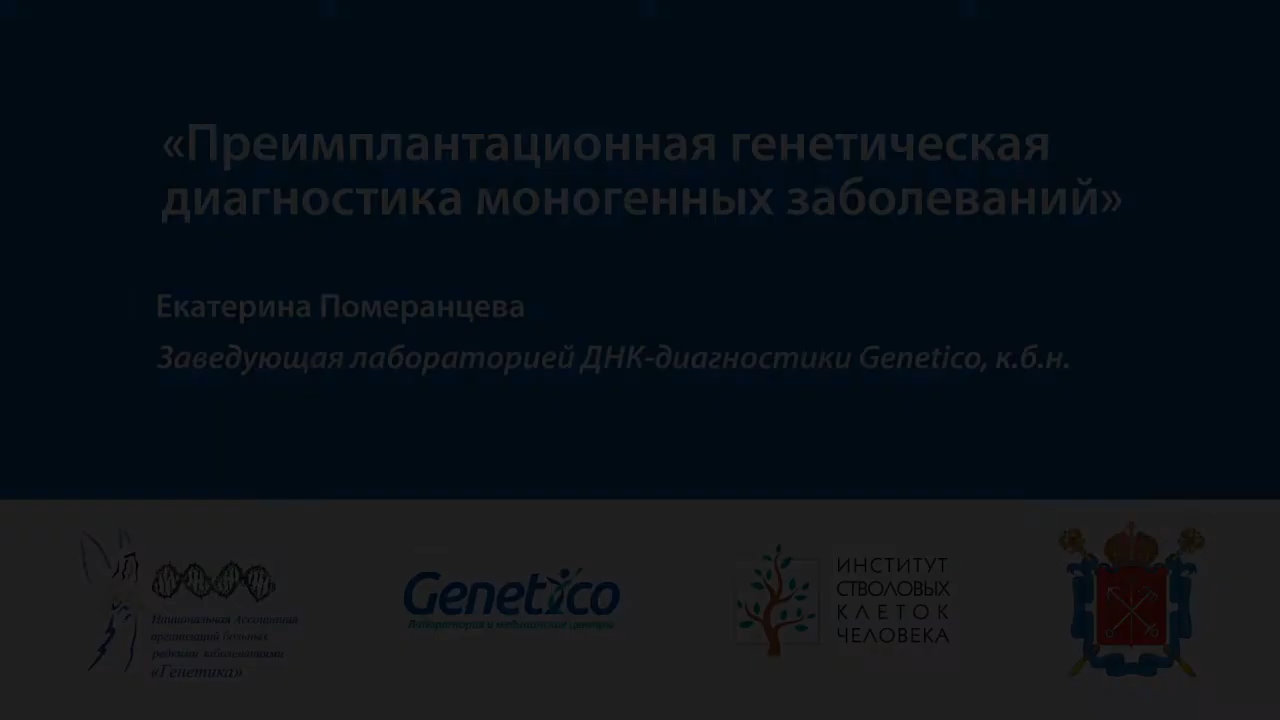 «Преимплантационная генетическая
диагностика моногенных заболеваний»
Екатерина Померанцева
Заведующая лабораторией ДНК-диагностики Genetico, к.б.н.
Национальная Ассоциация
организаций больных
редкими заболеваниями
«Генетика»
Genetico
Лаборатория и медицинские центры
ИНСТИТУТ
СТВОЛОВЫХ
КЛЕТОК
ЧЕЛОВЕКА